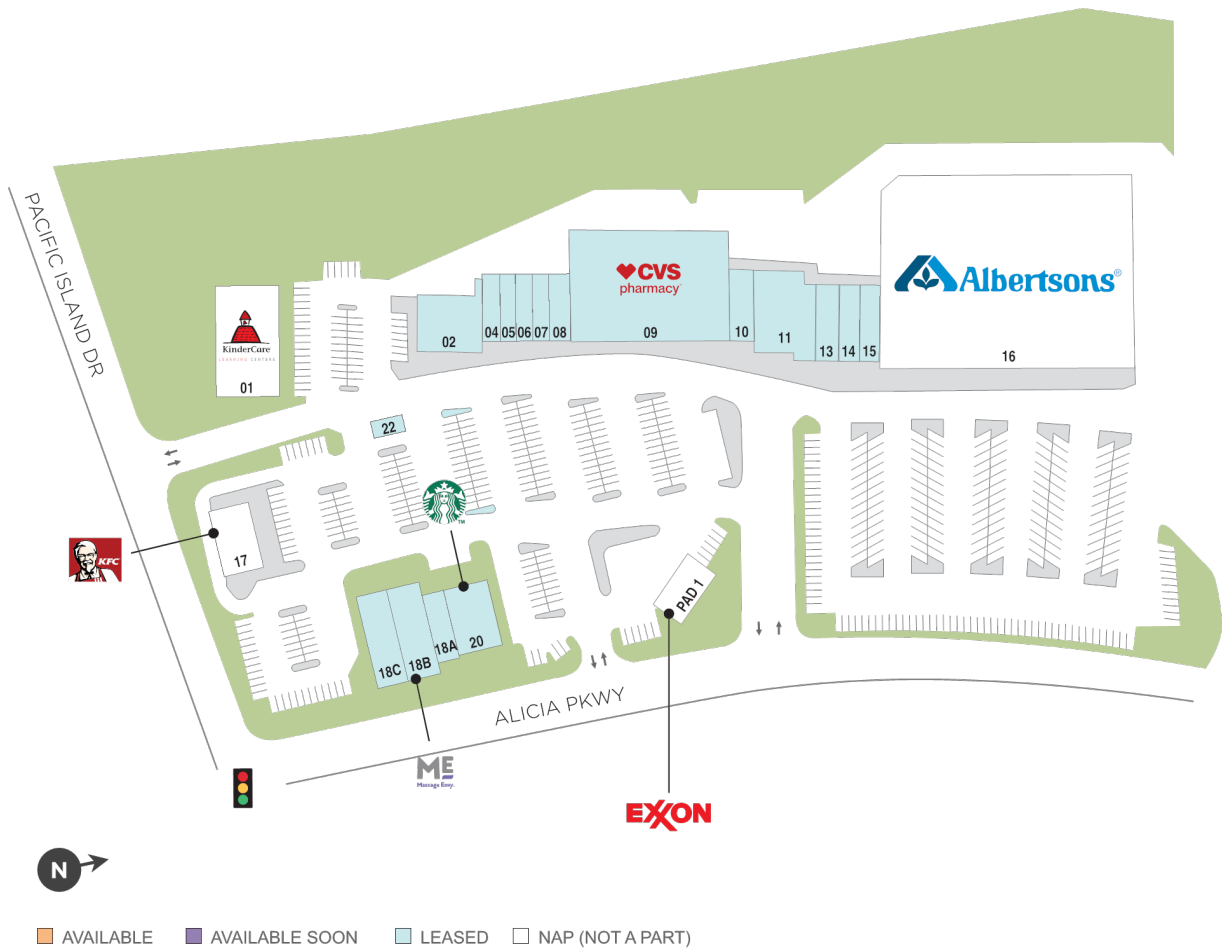 PACIFIC ISLAND DR
KinderCare
LEARNING CENTERS
01
02
04
05
06
07
08
CVS
pharmacy
09
10
11
13
14
15
Albertsons®
16
22
TM
KFC
17
18C
18B
18A
20
PAD 1
ALICIA PKWY
ME
Massage Envy.
EXXON
N
AVAILABLE
AVAILABLE SOON
LEASED
NAP (NOT A PART)